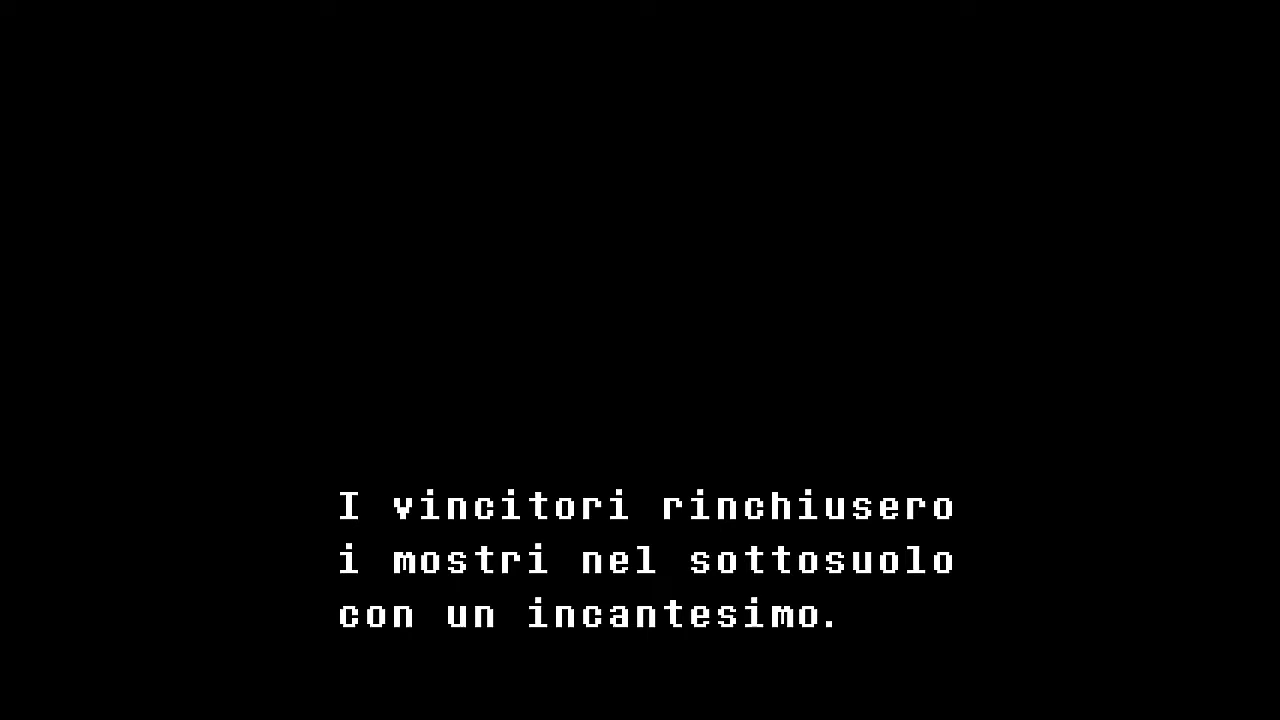 I vincitori rinchiusero
i mostri nel sottosuolo
con un incantesimo.